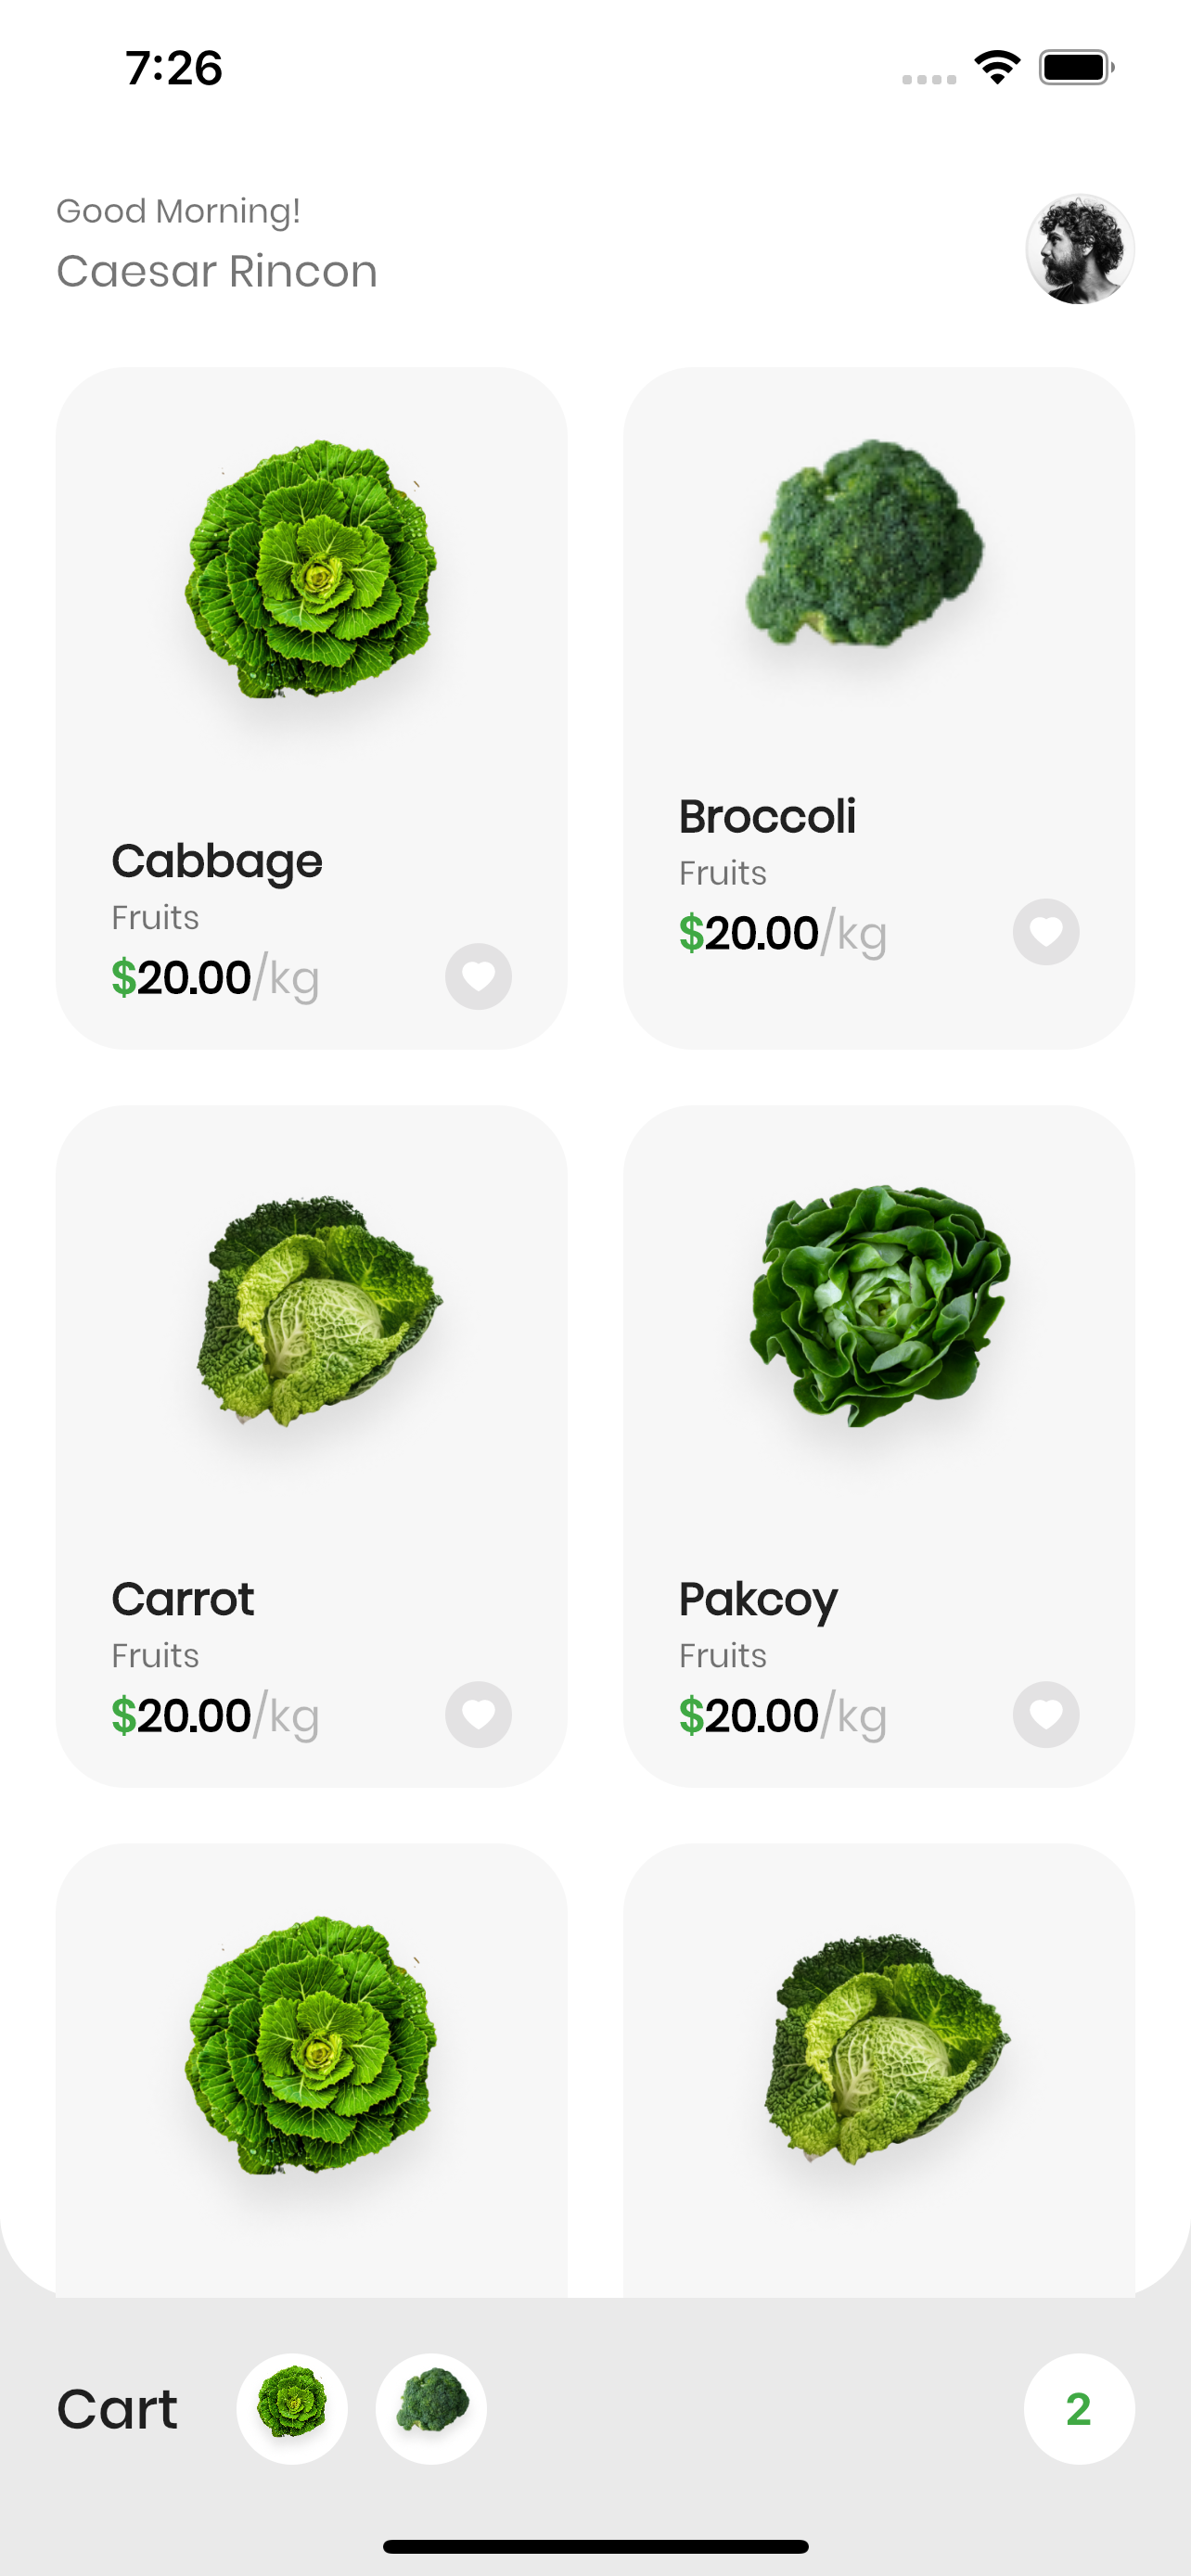 7:26
Good Morning!
Caesar Rincon
Cabbage
Fruits
$20.00/kg
Broccoli
Fruits
$20.00/kg
Carrot
Fruits
$20.00/kg
Pakcoy
Fruits
$20.00/kg
Cart
2